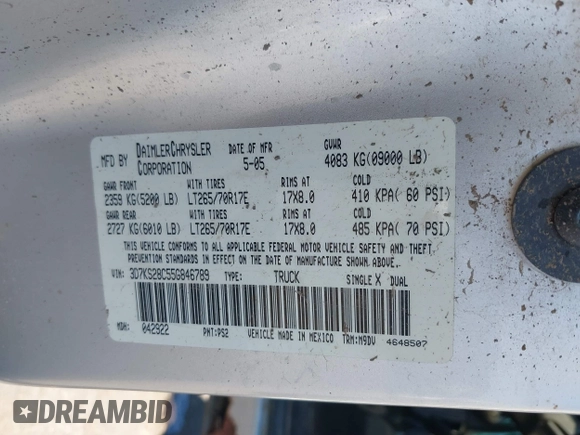 MFD BY DAIMLERCHRYSLER CORPORATION DATE OF MFR 5-05 GVWR 4083 KG(09000 LB)
GAWR FRONT WITH TIRES RIMS AT COLD
2359 KG(5200 LB) LT265/70R17E 17X8.0 410 KPA( 60 PSI)
GAWR REAR WITH TIRES RIMS AT COLD
2727 KG(6010 LB) LT265/70R17E 17X8.0 485 KPA( 70 PSI)
THIS VEHICLE CONFORMS TO ALL APPLICABLE FEDERAL MOTOR VEHICLE SAFETY AND THEFT
PREVENTION STANDARDS IN EFFECT ON THE DATE OF MANUFACTURE SHOWN ABOVE.
VIN: 3D7KS28C55G846789 TYPE: TRUCK SINGLE X DUAL
MDH: 042922 PNT:PS2 VEHICLE MADE IN MEXICO TRM:M9DV 4648507
DREAMBID